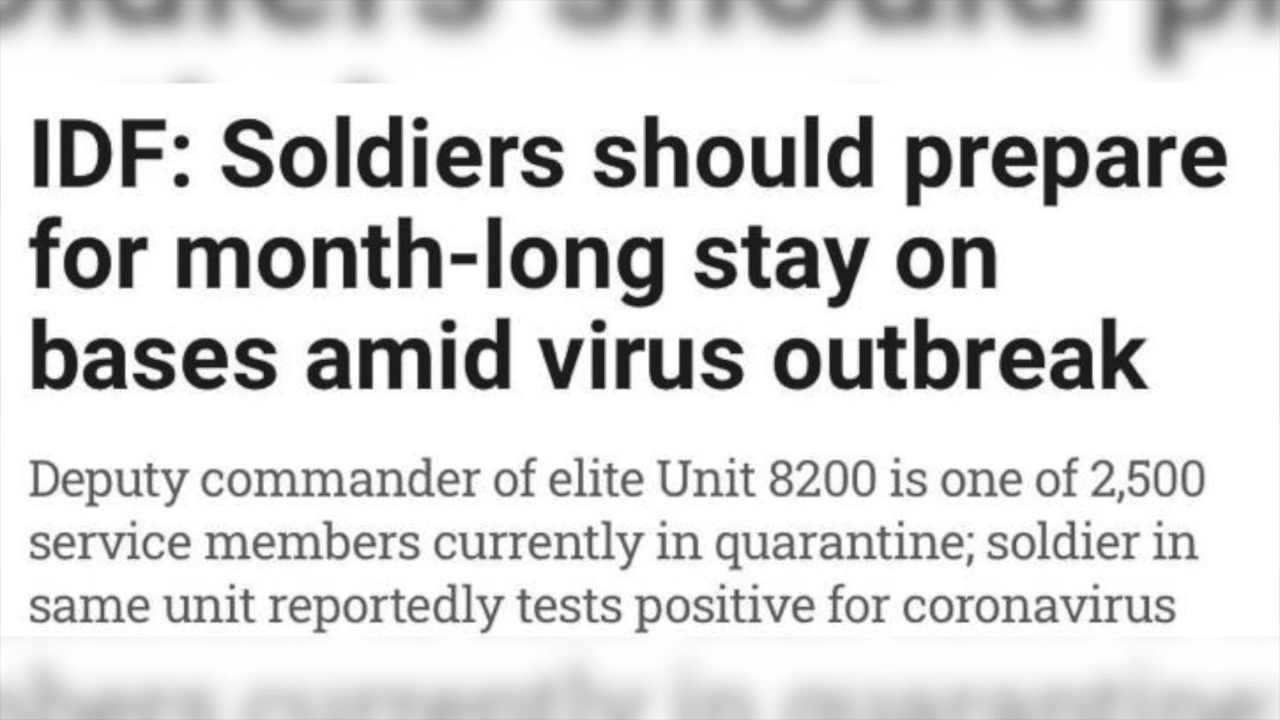 IDF: Soldiers should prepare
for month-long stay on
bases amid virus outbreak
Deputy commander of elite Unit 8200 is one of 2,500
service members currently in quarantine; soldier in
same unit reportedly tests positive for coronavirus